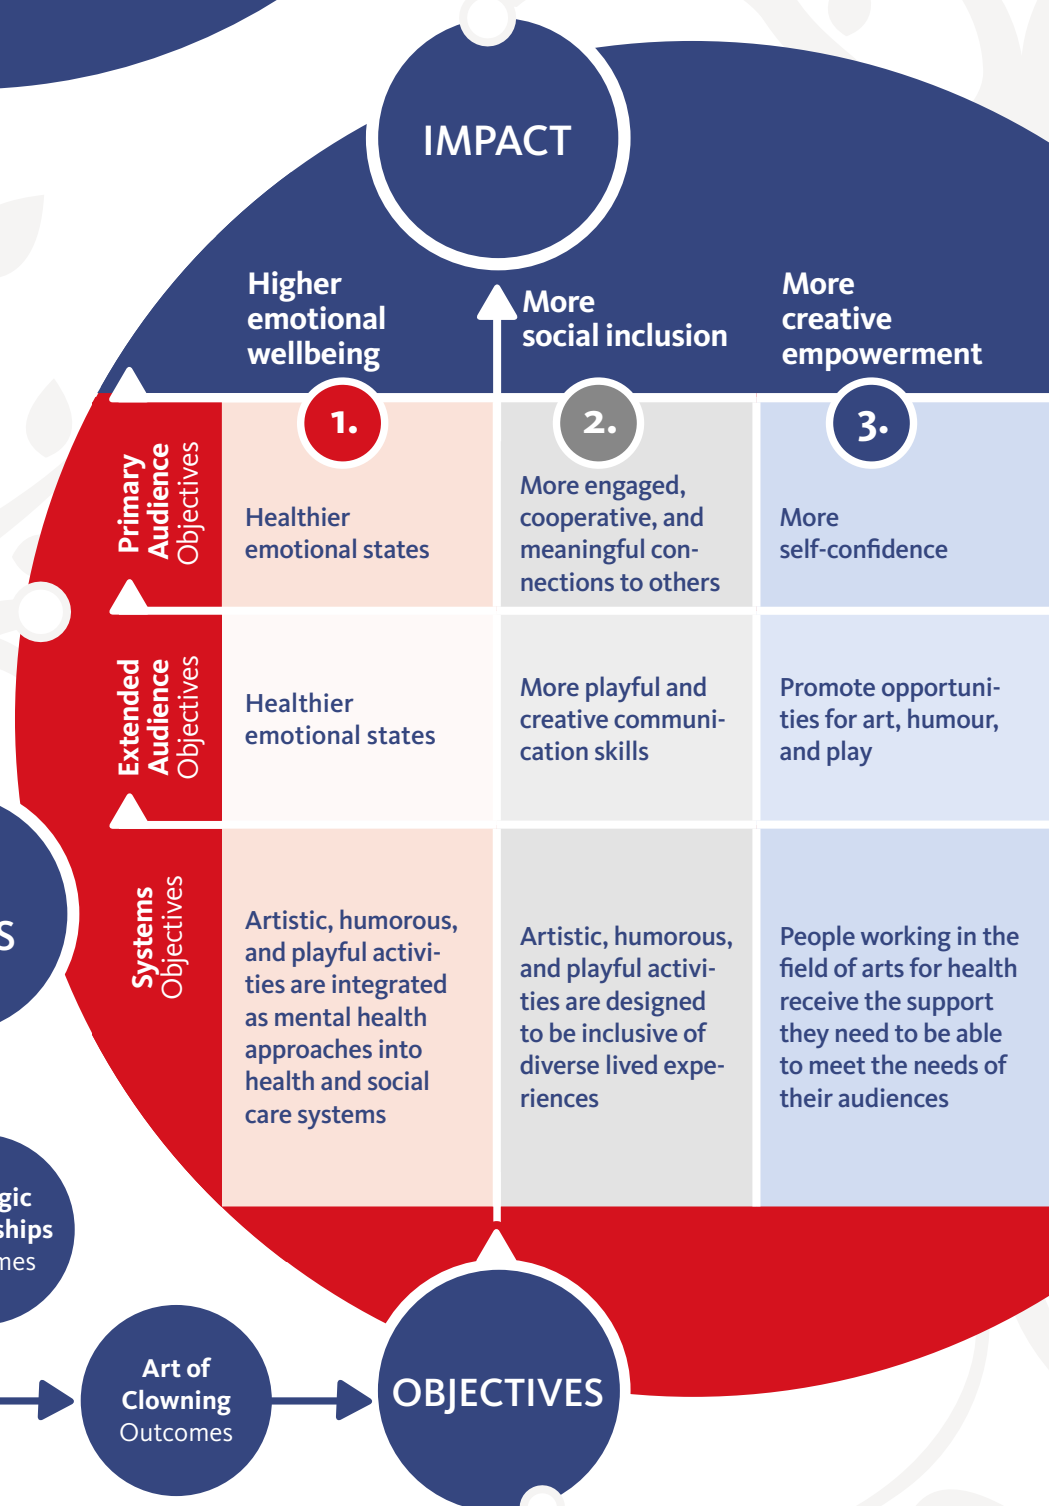 IMPACT
Higher
emotional
wellbeing
More
social inclusion
More
creative
empowerment
1.
2.
3.
Primary
Audience
Objectives
Healthier
emotional states
More engaged,
cooperative, and
meaningful con-
nections to others
More
self-confidence
Extended
Audience
Objectives
Healthier
emotional states
More playful and
creative communi-
cation skills
Promote opportuni-
ties for art, humour,
and play
Systems
Objectives
Artistic, humorous,
and playful activi-
ties are integrated
as mental health
approaches into
health and social
care systems
Artistic, humorous,
and playful activi-
ties are designed
to be inclusive of
diverse lived expe-
riences
People working in the
field of arts for health
receive the support
they need to be able
to meet the needs of
their audiences
S
gic
ships
mes
Art of
Clowning
Outcomes
OBJECTIVES